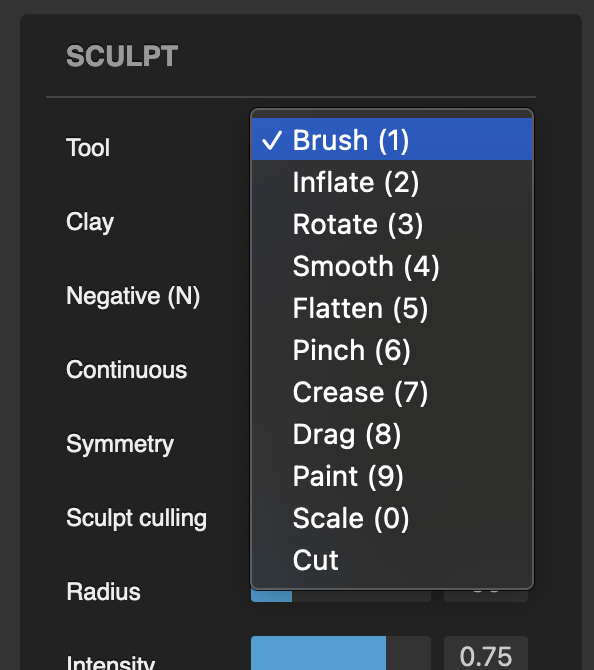 SCULPT
Tool
✓ Brush (1)
Inflate (2)
Rotate (3)
Smooth (4)
Flatten (5)
Pinch (6)
Crease (7)
Drag (8)
Paint (9)
Scale (0)
Cut
Clay
Negative (N)
Continuous
Symmetry
Sculpt culling
Radius
Intensity
0.75